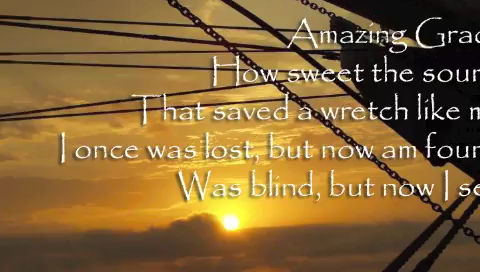 Amazing Grac
How sweet the soun
That saved a wretch like m
I once was lost, but now am foun
Was blind, but now I se